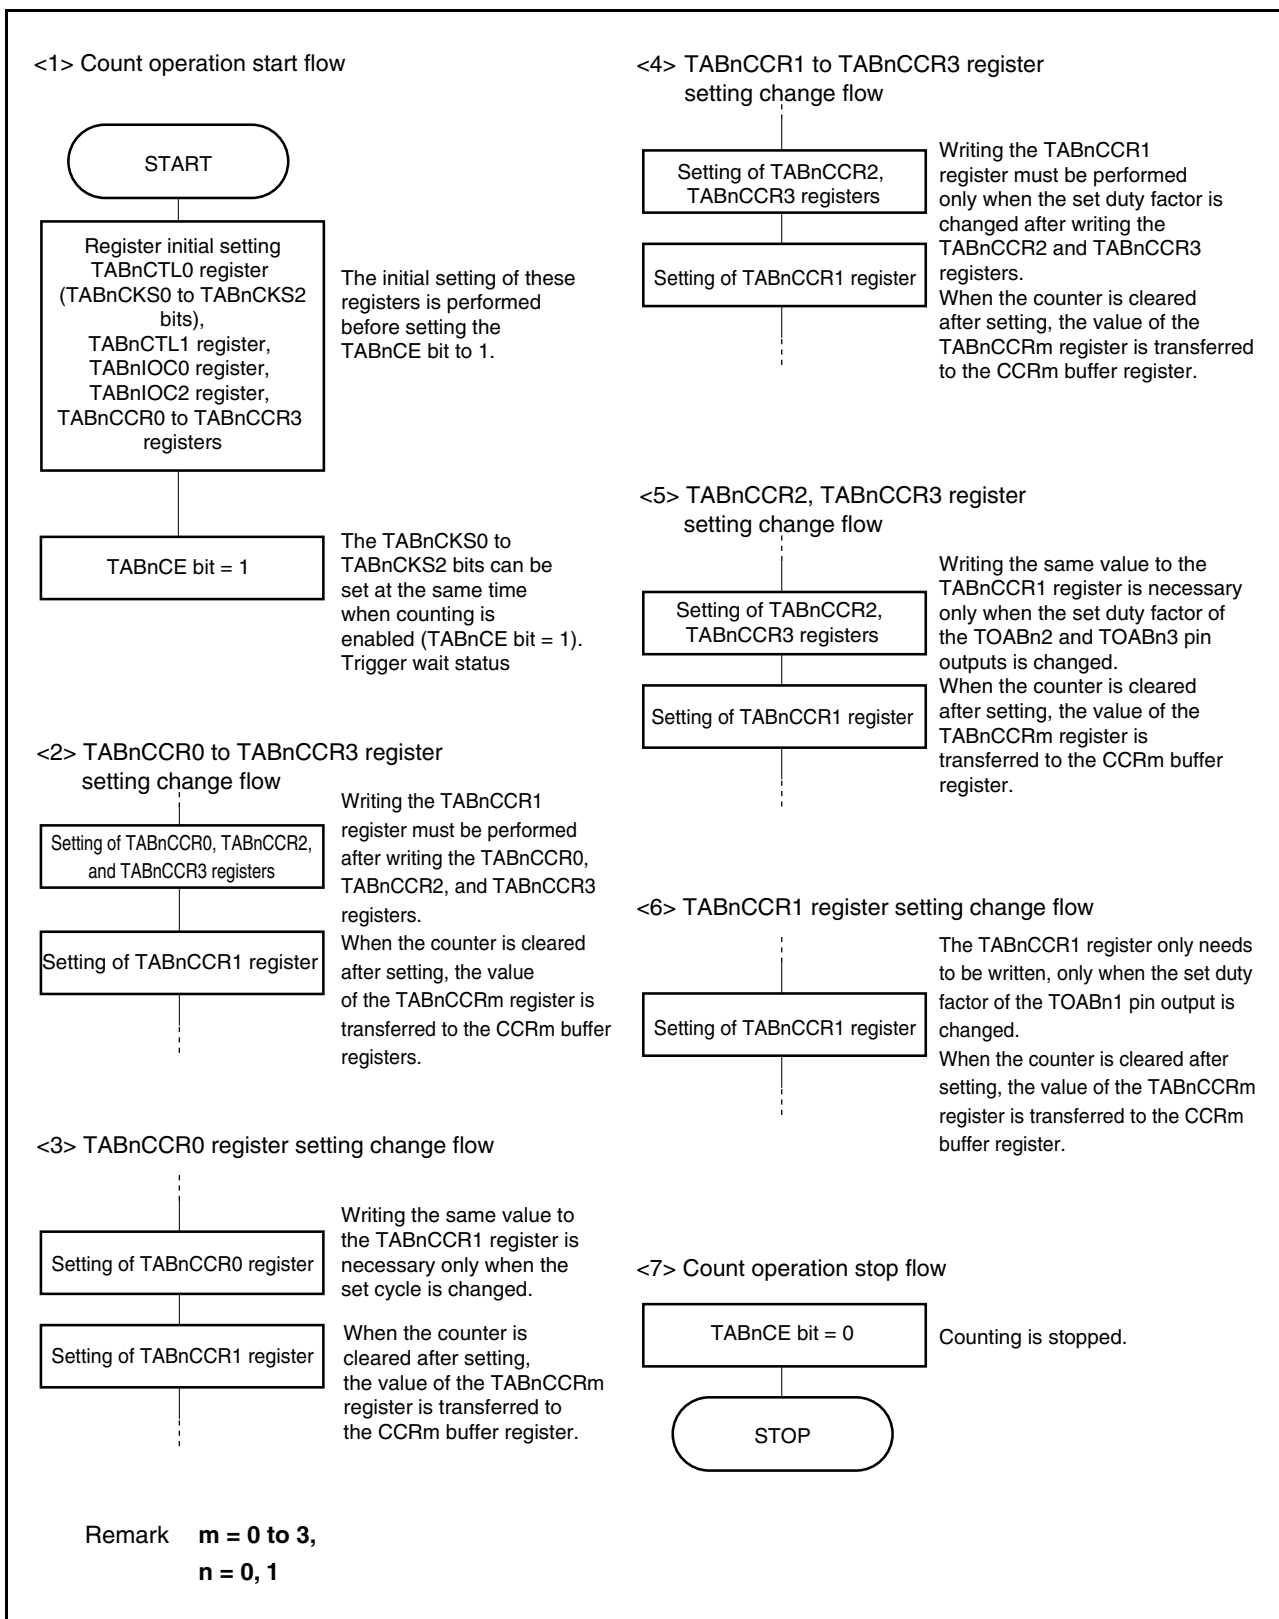 <1> Count operation start flow
START
Register initial setting
TABnCTL0 register
(TABnCKS0 to TABnCKS2
bits),
TABnCTL1 register,
TABnIOC0 register,
TABnIOC2 register,
TABnCCR0 to TABnCCR3
registers
The initial setting of these
registers is performed
before setting the
TABnCE bit to 1.
TABnCE bit = 1
The TABnCKS0 to
TABnCKS2 bits can be
set at the same time
when counting is
enabled (TABnCE bit = 1).
Trigger wait status
<2> TABnCCR0 to TABnCCR3 register
setting change flow
Setting of TABnCCR0, TABnCCR2,
and TABnCCR3 registers
Setting of TABnCCR1 register
Writing the TABnCCR1
register must be performed
after writing the TABnCCR0,
TABnCCR2, and TABnCCR3
registers.
When the counter is cleared
after setting, the value
of the TABnCCRm register is
transferred to the CCRm buffer
registers.
<3> TABnCCR0 register setting change flow
Setting of TABnCCR0 register
Writing the same value to
the TABnCCR1 register is
necessary only when the
set cycle is changed.
Setting of TABnCCR1 register
When the counter is
cleared after setting,
the value of the TABnCCRm
register is transferred to
the CCRm buffer register.
<4> TABnCCR1 to TABnCCR3 register
setting change flow
Setting of TABnCCR2,
TABnCCR3 registers
Setting of TABnCCR1 register
Writing the TABnCCR1
register must be performed
only when the set duty factor is
changed after writing the
TABnCCR2 and TABnCCR3
registers.
When the counter is cleared
after setting, the value of the
TABnCCRm register is transferred
to the CCRm buffer register.
<5> TABnCCR2, TABnCCR3 register
setting change flow
Setting of TABnCCR2,
TABnCCR3 registers
Setting of TABnCCR1 register
Writing the same value to the
TABnCCR1 register is necessary
only when the set duty factor of
the TOABn2 and TOABn3 pin
outputs is changed.
When the counter is cleared
after setting, the value of the
TABnCCRm register is
transferred to the CCRm buffer
register.
<6> TABnCCR1 register setting change flow
Setting of TABnCCR1 register
The TABnCCR1 register only needs
to be written, only when the set duty
factor of the TOABn1 pin output is
changed.
When the counter is cleared after
setting, the value of the TABnCCRm
register is transferred to the CCRm
buffer register.
<7> Count operation stop flow
TABnCE bit = 0
Counting is stopped.
STOP
Remark m = 0 to 3,
n = 0, 1